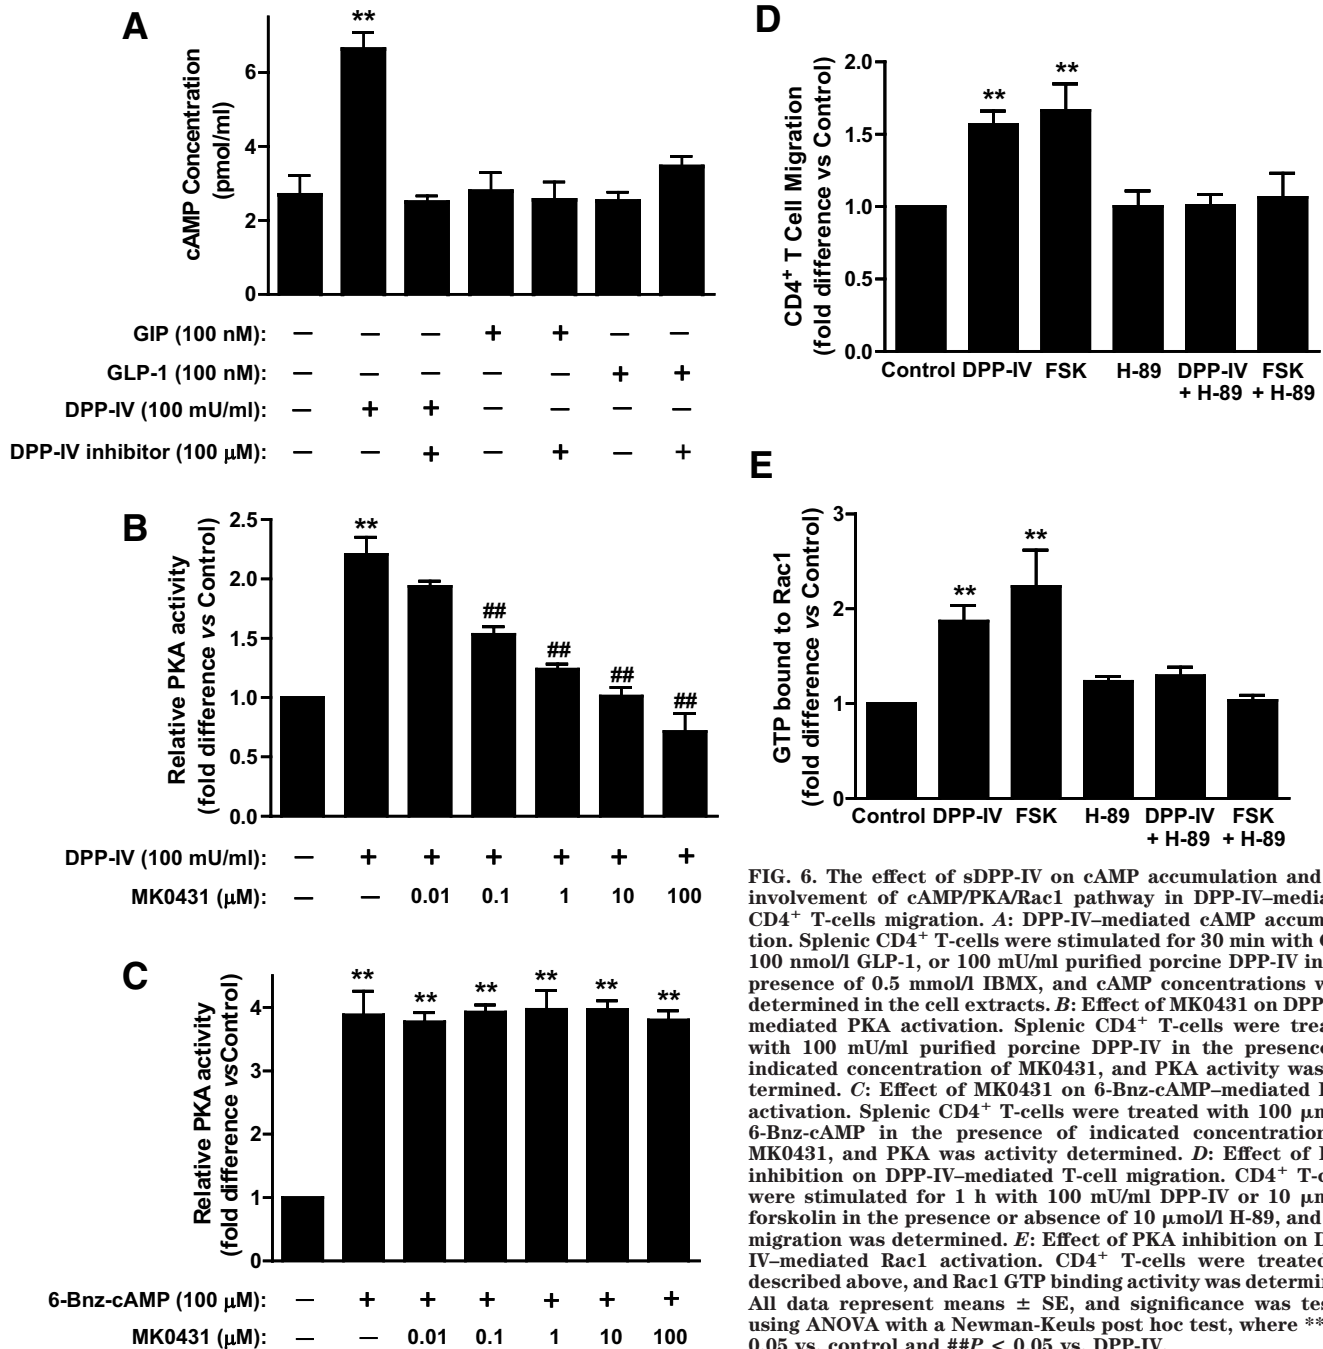 A
**
6
4
2
0
cAMP Concentration
(pmol/ml)
GIP (100 nM): – – – + + – –
GLP-1 (100 nM): – – – – – + +
DPP-IV (100 mU/ml): – + + – – – –
DPP-IV inhibitor (100 μM): – – + – + – +
B
2.5
2.0
1.5
1.0
0.5
0.0
Relative PKA activity
(fold difference vs Control)
**
##
##
##
##
DPP-IV (100 mU/ml): – + + + + + +
MK0431 (μM): – – 0.01 0.1 1 10 100
C
4
3
2
1
0
Relative PKA activity
(fold difference vsControl)
**
**
**
**
**
**
6-Bnz-cAMP (100 μM): – + + + + + +
MK0431 (μM): – – 0.01 0.1 1 10 100
D
2.0
1.5
1.0
0.5
0.0
CD4+ T Cell Migration
(fold difference vs Control)
**
**
Control DPP-IV FSK H-89 DPP-IV FSK
+ H-89 + H-89
E
3
2
1
0
GTP bound to Rac1
(fold difference vs Control)
**
**
Control DPP-IV FSK H-89 DPP-IV FSK
+ H-89 + H-89
FIG. 6. The effect of sDPP-IV on cAMP accumulation and
involvement of cAMP/PKA/Rac1 pathway in DPP-IV–media
CD4+ T-cells migration. A: DPP-IV–mediated cAMP accum
tion. Splenic CD4+ T-cells were stimulated for 30 min with
100 nmol/l GLP-1, or 100 mU/ml purified porcine DPP-IV in
presence of 0.5 mmol/l IBMX, and cAMP concentrations w
determined in the cell extracts. B: Effect of MK0431 on DPP
mediated PKA activation. Splenic CD4+ T-cells were trea
with 100 mU/ml purified porcine DPP-IV in the presence
indicated concentration of MK0431, and PKA activity was
termined. C: Effect of MK0431 on 6-Bnz-cAMP–mediated
activation. Splenic CD4+ T-cells were treated with 100 μm
6-Bnz-cAMP in the presence of indicated concentration
MK0431, and PKA was activity determined. D: Effect of
inhibition on DPP-IV–mediated T-cell migration. CD4+ T-c
were stimulated for 1 h with 100 mU/ml DPP-IV or 10 μm
forskolin in the presence or absence of 10 μmol/l H-89, and
migration was determined. E: Effect of PKA inhibition on D
IV–mediated Rac1 activation. CD4+ T-cells were treated
described above, and Rac1 GTP binding activity was determin
All data represent means ± SE, and significance was tes
using ANOVA with a Newman-Keuls post hoc test, where **
0.05 vs. control and ##P < 0.05 vs. DPP-IV.